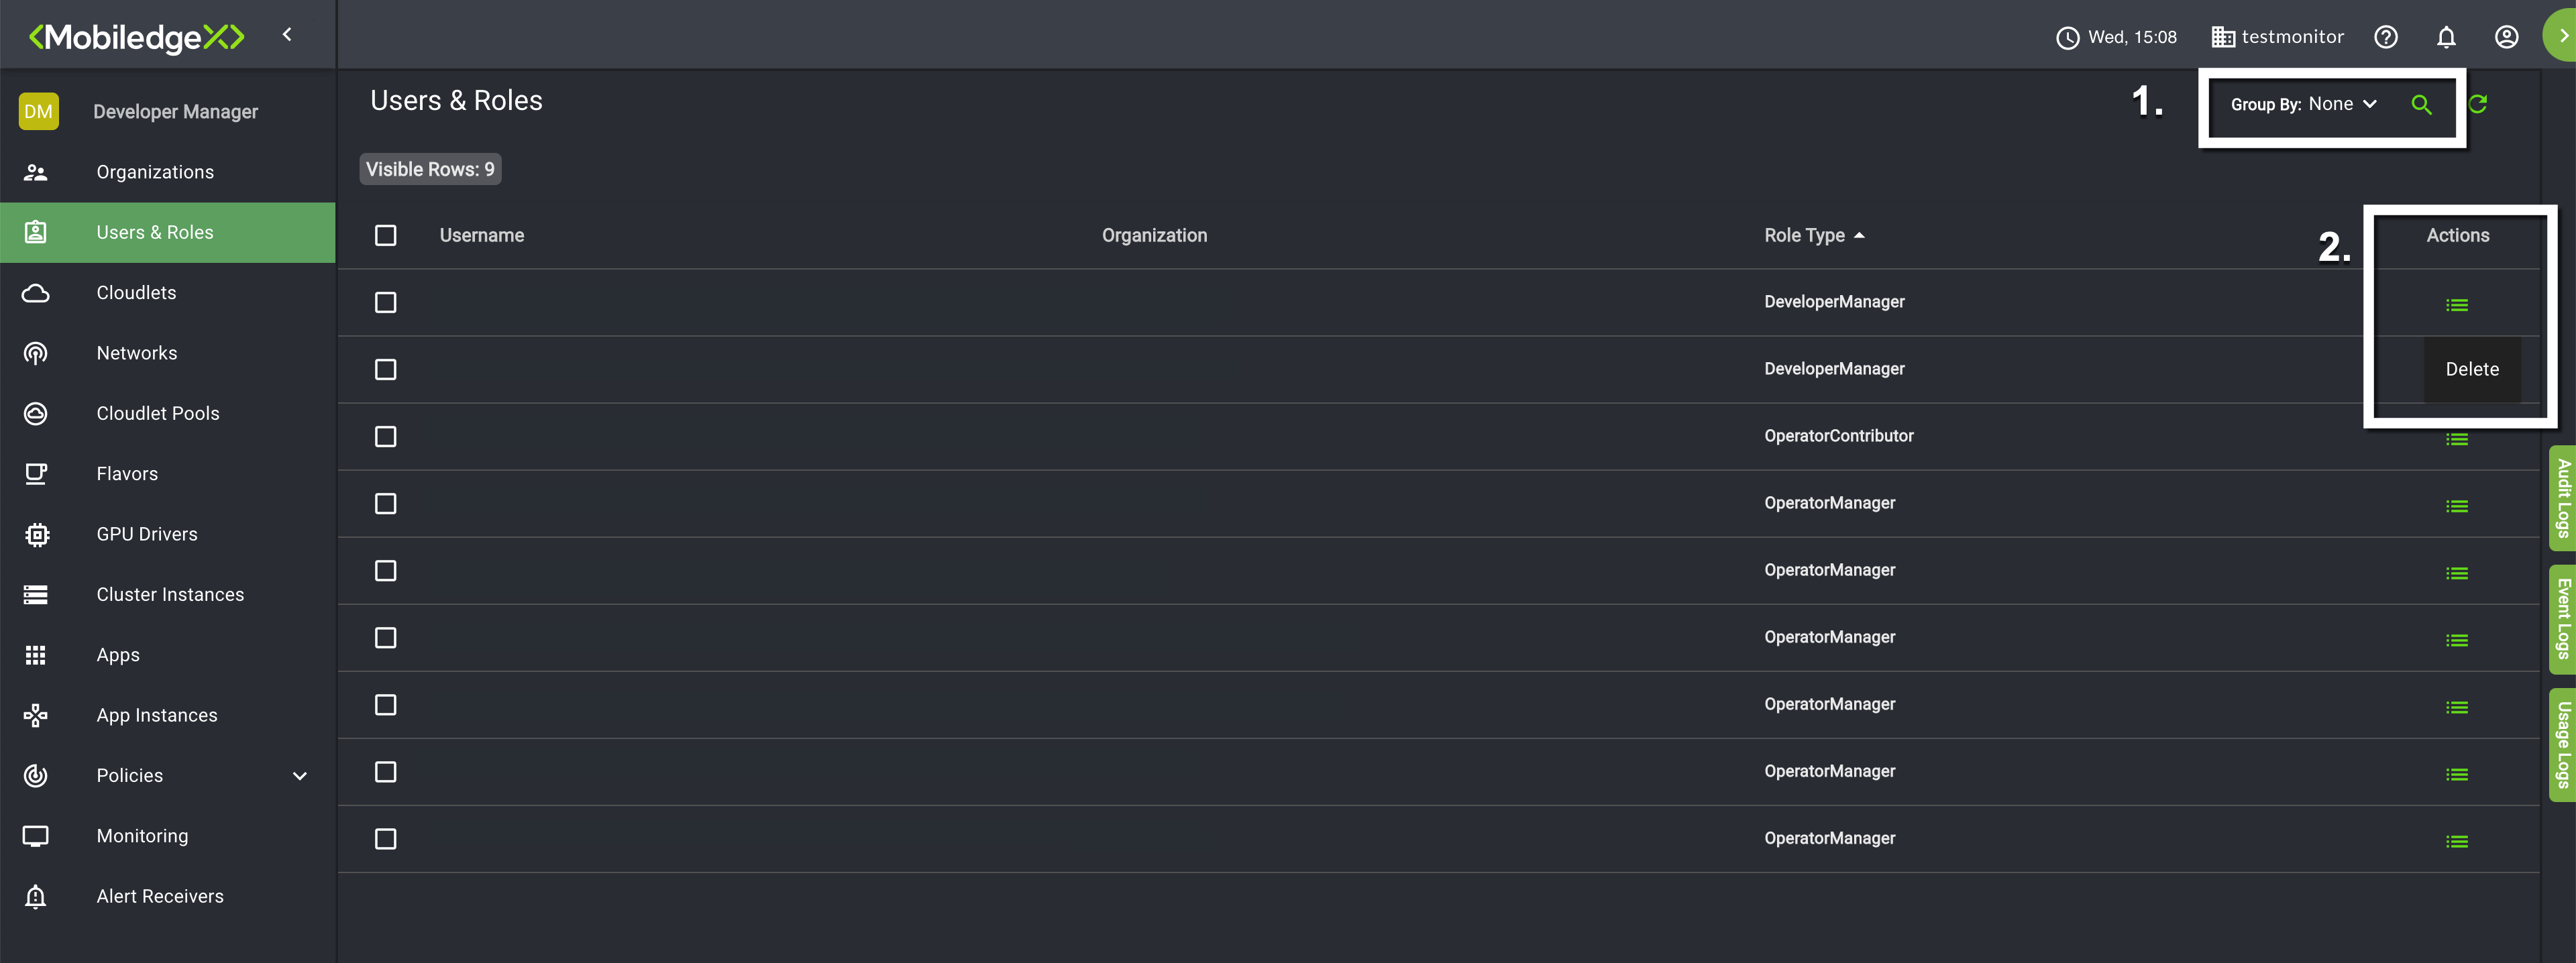 <MobiledgeX>
Wed, 15:08
testmonitor
DM
Developer Manager
Organizations
Users & Roles
Cloudlets
Networks
Cloudlet Pools
Flavors
GPU Drivers
Cluster Instances
Apps
App Instances
Policies
Monitoring
Alert Receivers
Users & Roles
1.
Group By: None
Visible Rows: 9
Username Organization Role Type Actions
2.
DeveloperManager
DeveloperManager
Delete
OperatorContributor
OperatorManager
OperatorManager
OperatorManager
OperatorManager
OperatorManager
OperatorManager
Audit Logs
Event Logs
Usage Logs